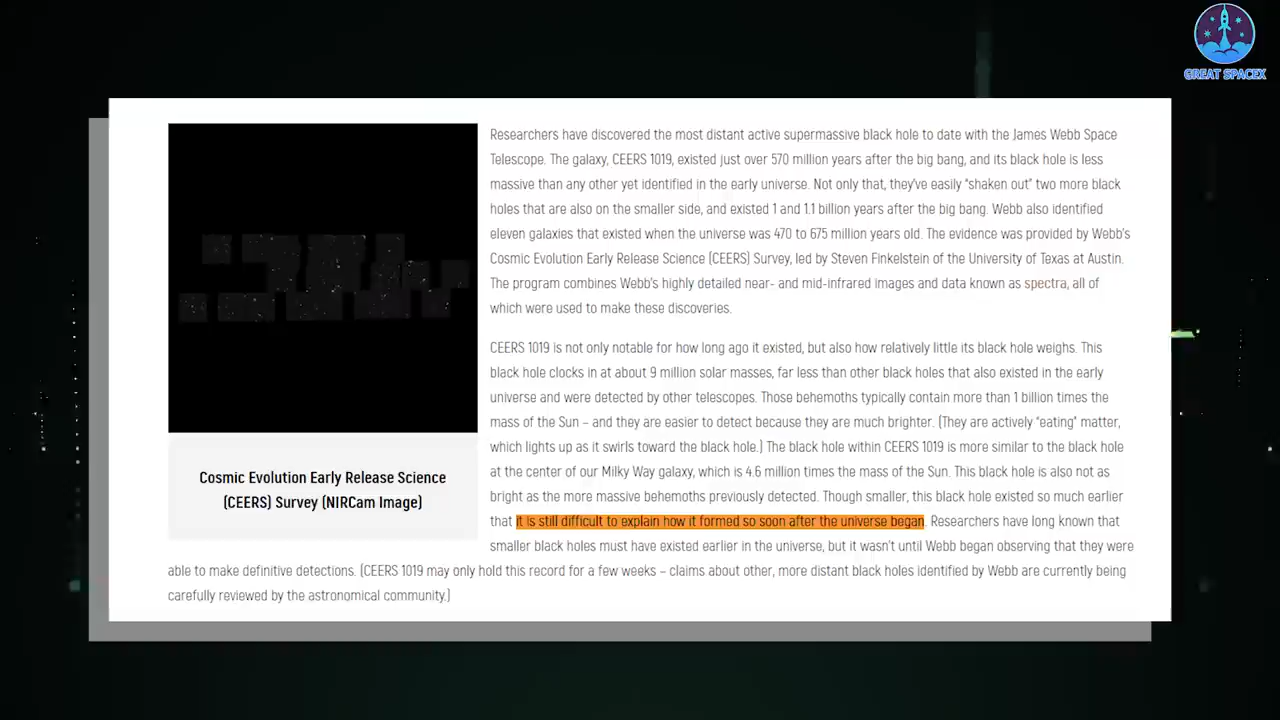 GREAT SPACEX
Researchers have discovered the most distant active supermassive black hole to date with the James Webb Space
Telescope. The galaxy, CEERS 1019, existed just over 570 million years after the big bang, and its black hole is less
massive than any other yet identified in the early universe. Not only that, they've easily “shaken out” two more black
holes that are also on the smaller side, and existed 1 and 1.1 billion years after the big bang. Webb also identified
eleven galaxies that existed when the universe was 470 to 675 million years old. The evidence was provided by Webb's
Cosmic Evolution Early Release Science (CEERS) Survey, led by Steven Finkelstein of the University of Texas at Austin.
The program combines Webb's highly detailed near- and mid-infrared images and data known as spectra, all of
which were used to make these discoveries.
CEERS 1019 is not only notable for how long ago it existed, but also how relatively little its black hole weighs. This
black hole clocks in at about 9 million solar masses, far less than other black holes that also existed in the early
universe and were detected by other telescopes. Those behemoths typically contain more than 1 billion times the
mass of the Sun – and they are easier to detect because they are much brighter. (They are actively “eating” matter,
which lights up as it swirls toward the black hole.) The black hole within CEERS 1019 is more similar to the black hole
at the center of our Milky Way galaxy, which is 4.6 million times the mass of the Sun. This black hole is also not as
bright as the more massive behemoths previously detected. Though smaller, this black hole existed so much earlier
that it is still difficult to explain how it formed so soon after the universe began. Researchers have long known that
smaller black holes must have existed earlier in the universe, but it wasn't until Webb began observing that they were
able to make definitive detections. (CEERS 1019 may only hold this record for a few weeks – claims about other, more distant black holes identified by Webb are currently being
carefully reviewed by the astronomical community.)
Cosmic Evolution Early Release Science
(CEERS) Survey (NIRCam Image)